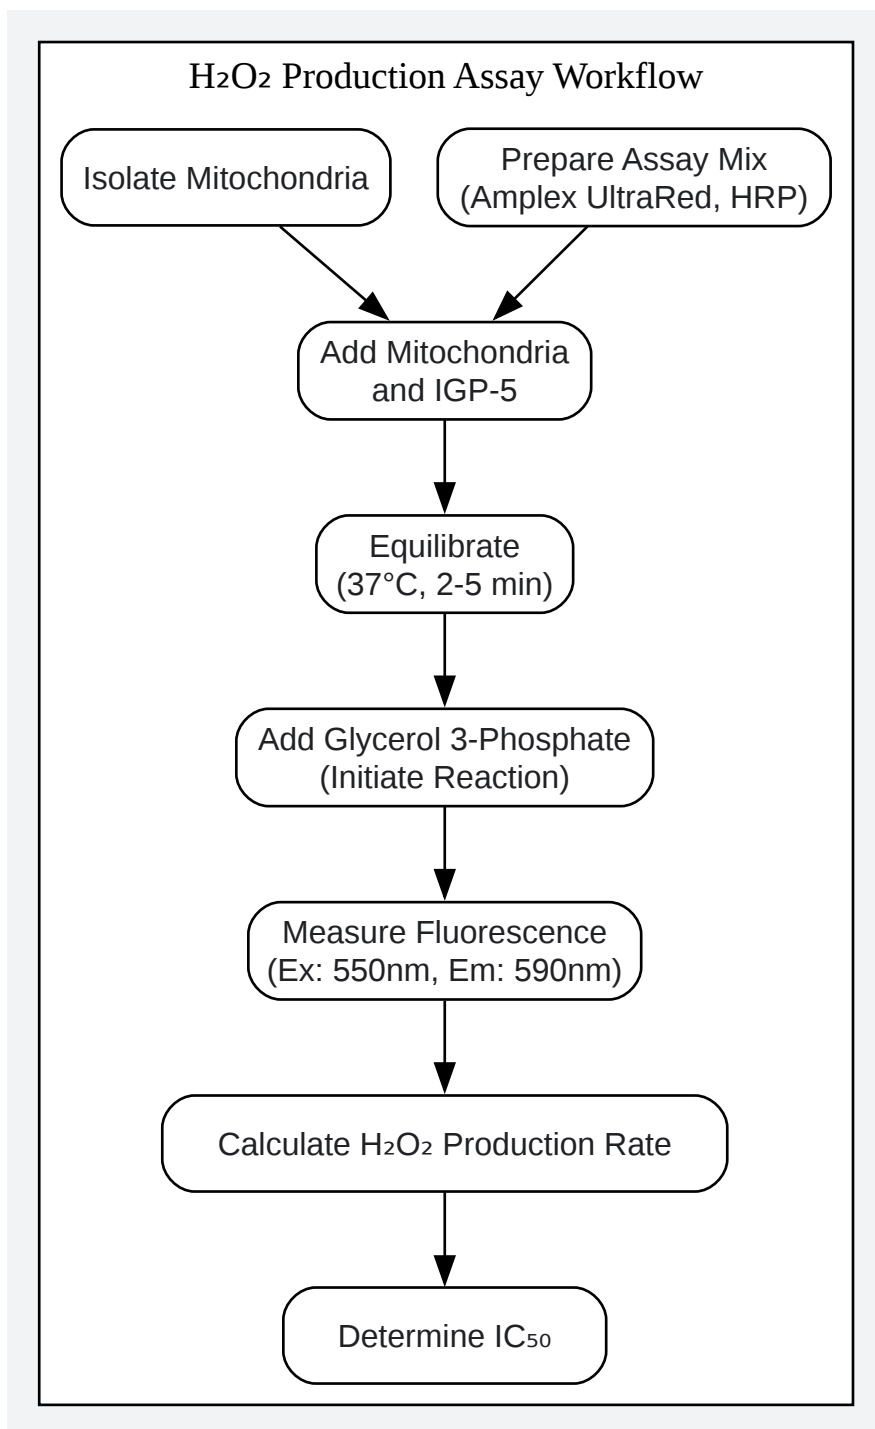 H₂O₂ Production Assay Workflow
Isolate Mitochondria
Prepare Assay Mix
(Amplex UltraRed, HRP)
Add Mitochondria
and IGP-5
Equilibrate
(37°C, 2-5 min)
Add Glycerol 3-Phosphate
(Initiate Reaction)
Measure Fluorescence
(Ex: 550nm, Em: 590nm)
Calculate H₂O₂ Production Rate
Determine IC₅₀